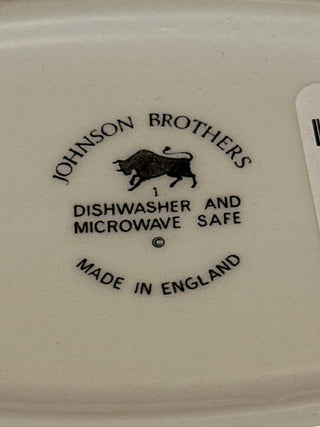 JOHNSON BROTHERS
1
DISHWASHER AND
MICROWAVE SAFE
©
MADE IN ENGLAND